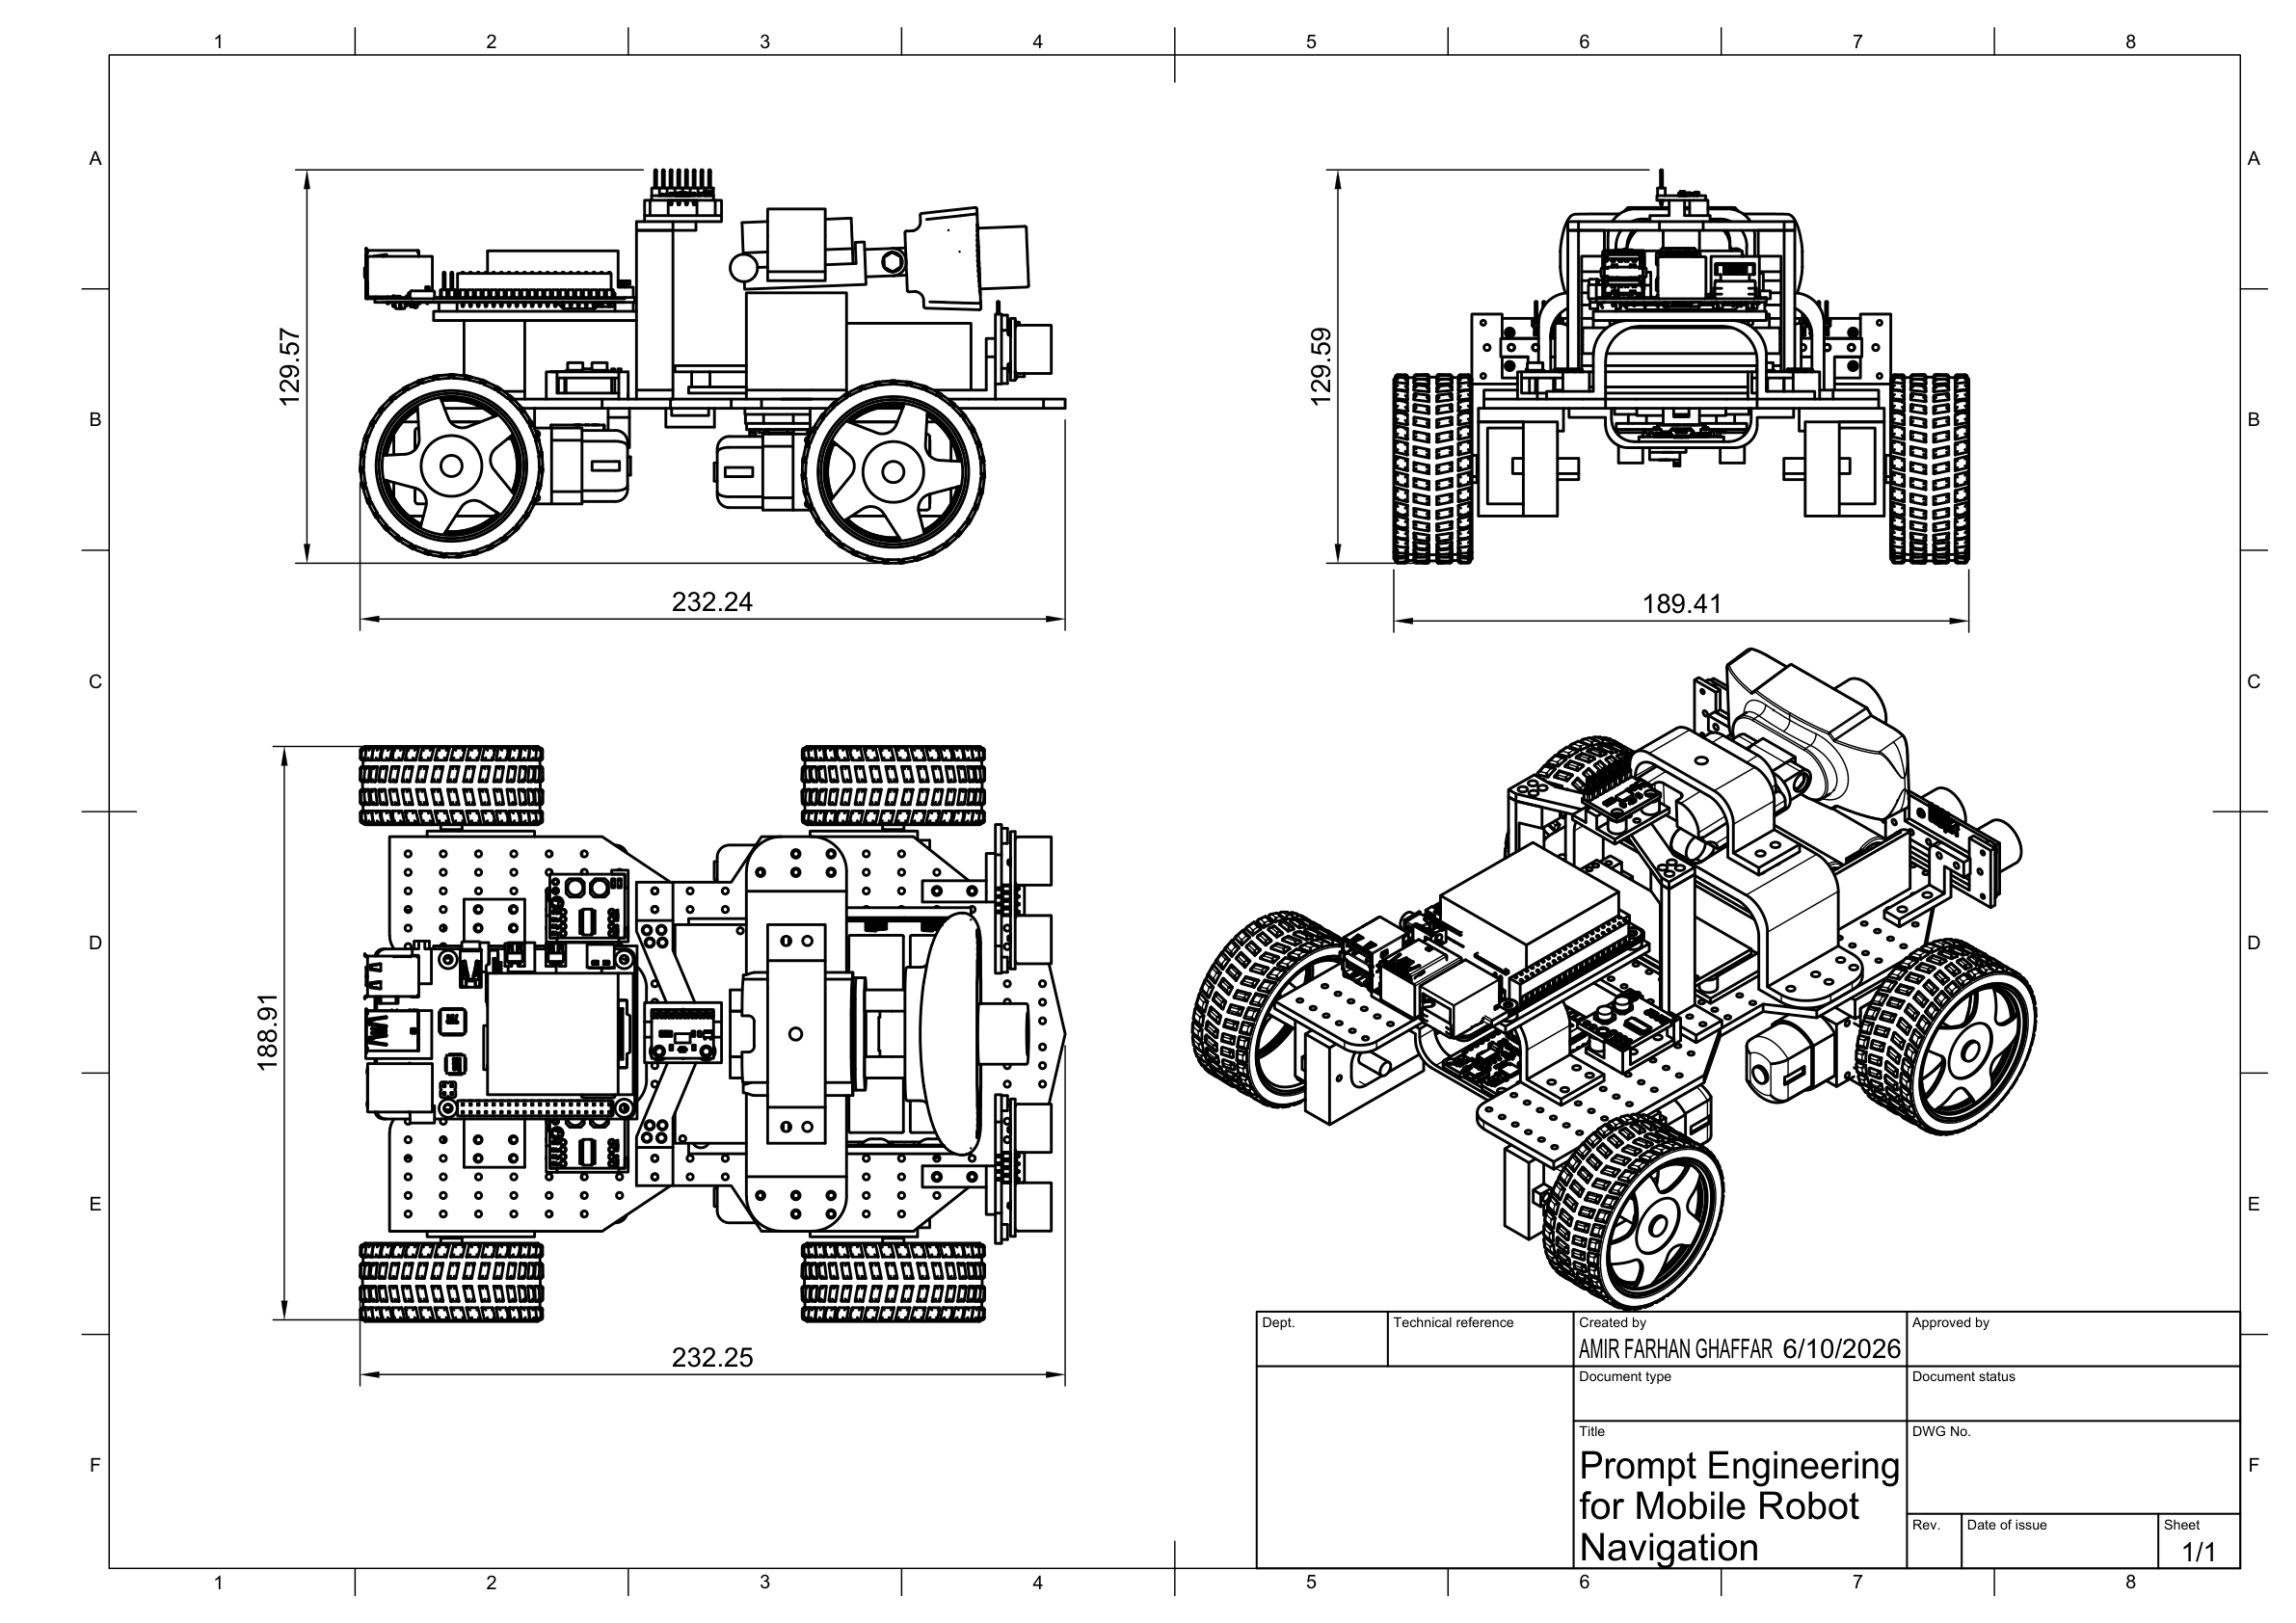 1 2 3 4 5 6 7 8
A A
129.57
129.59
B B
232.24
189.41
C C
D D
188.91
E E
232.25
Dept. Technical reference Created by Approved by
AMIR FARHAN GHAFFAR 6/10/2026
Document type Document status
Title DWG No.
Prompt Engineering
for Mobile Robot
Navigation
F F
Rev. Date of issue Sheet
1/1
1 2 3 4 5 6 7 8